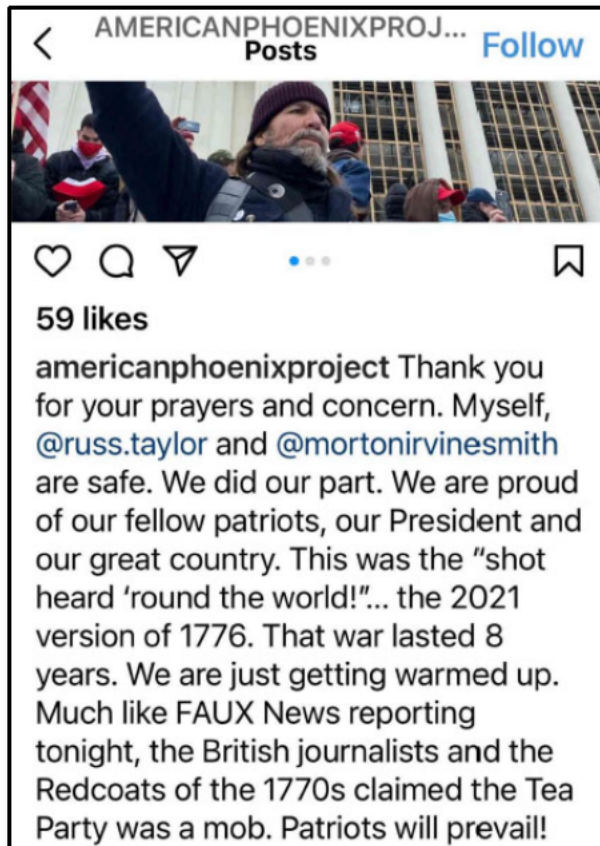 AMERICANPHOENIXPROJ...
Posts
Follow
59 likes
americanphoenixproject Thank you
for your prayers and concern. Myself,
@russ.taylor and @mortonirvinesmith
are safe. We did our part. We are proud
of our fellow patriots, our President and
our great country. This was the "shot
heard 'round the world!"... the 2021
version of 1776. That war lasted 8
years. We are just getting warmed up.
Much like FAUX News reporting
tonight, the British journalists and the
Redcoats of the 1770s claimed the Tea
Party was a mob. Patriots will prevail!